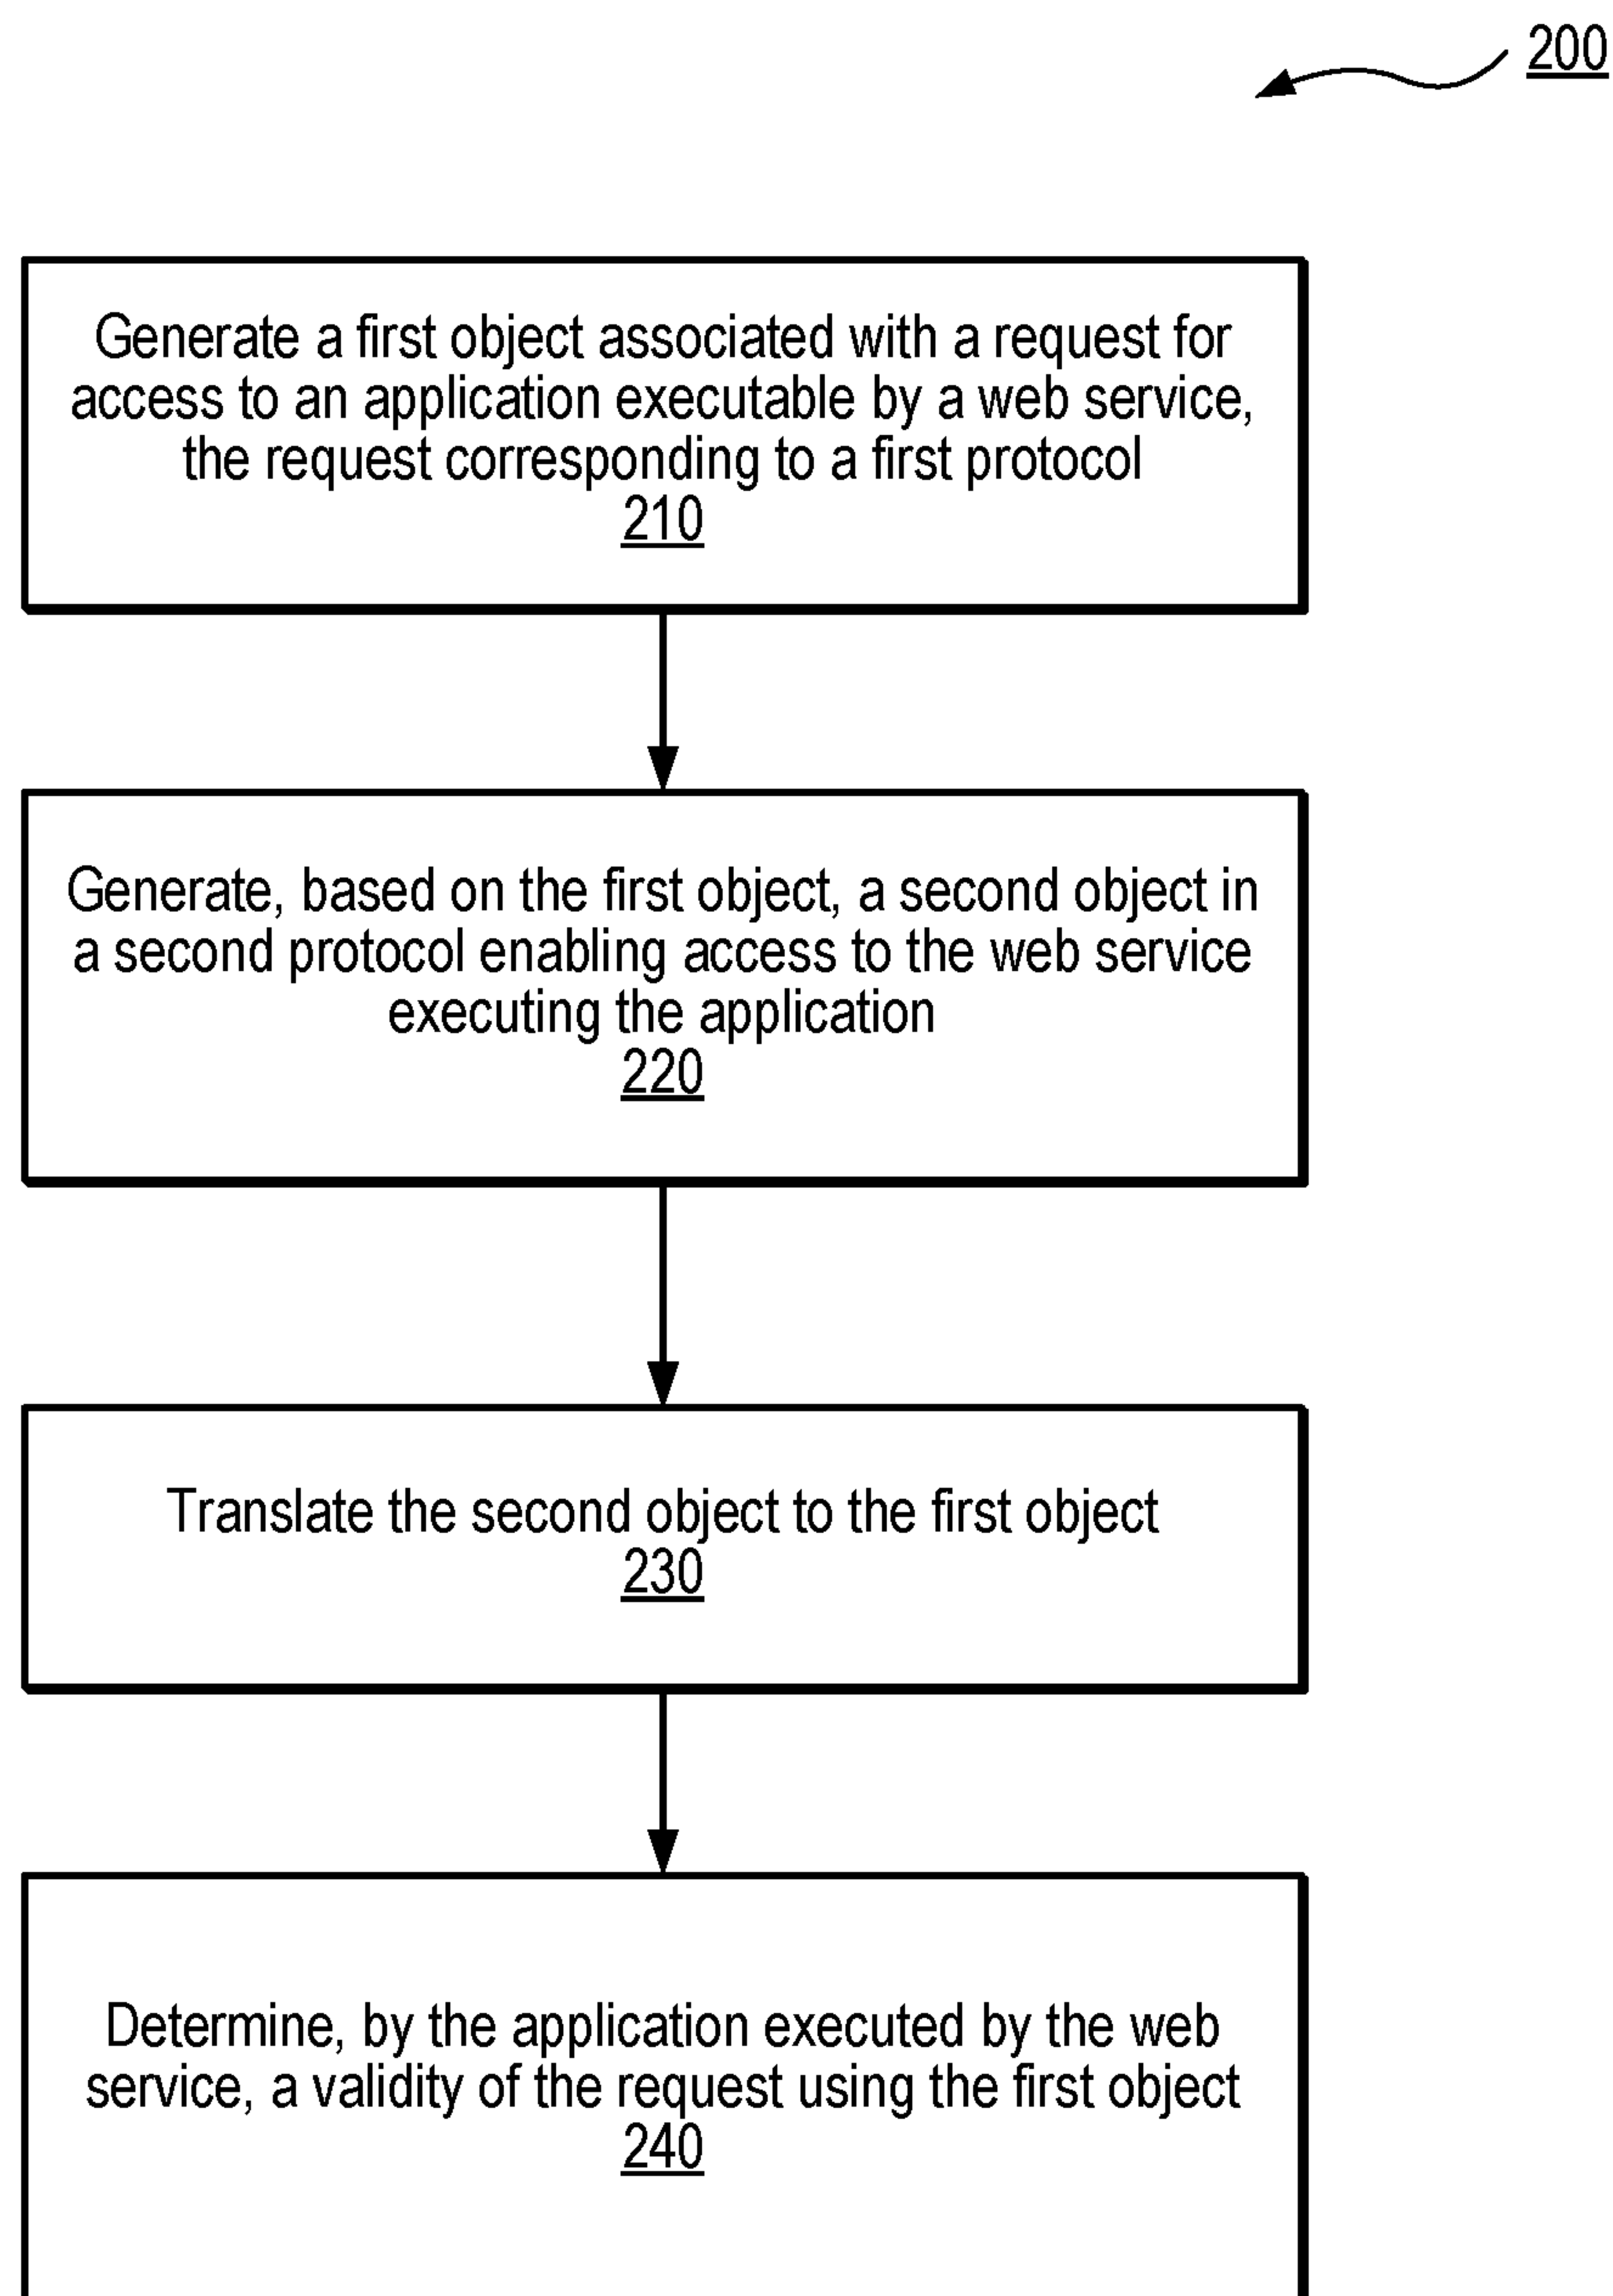 200
Generate a first object associated with a request for
access to an application executable by a web service,
the request corresponding to a first protocol
210
Generate, based on the first object, a second object in
a second protocol enabling access to the web service
executing the application
220
Translate the second object to the first object
230
Determine, by the application executed by the web
service, a validity of the request using the first object
240